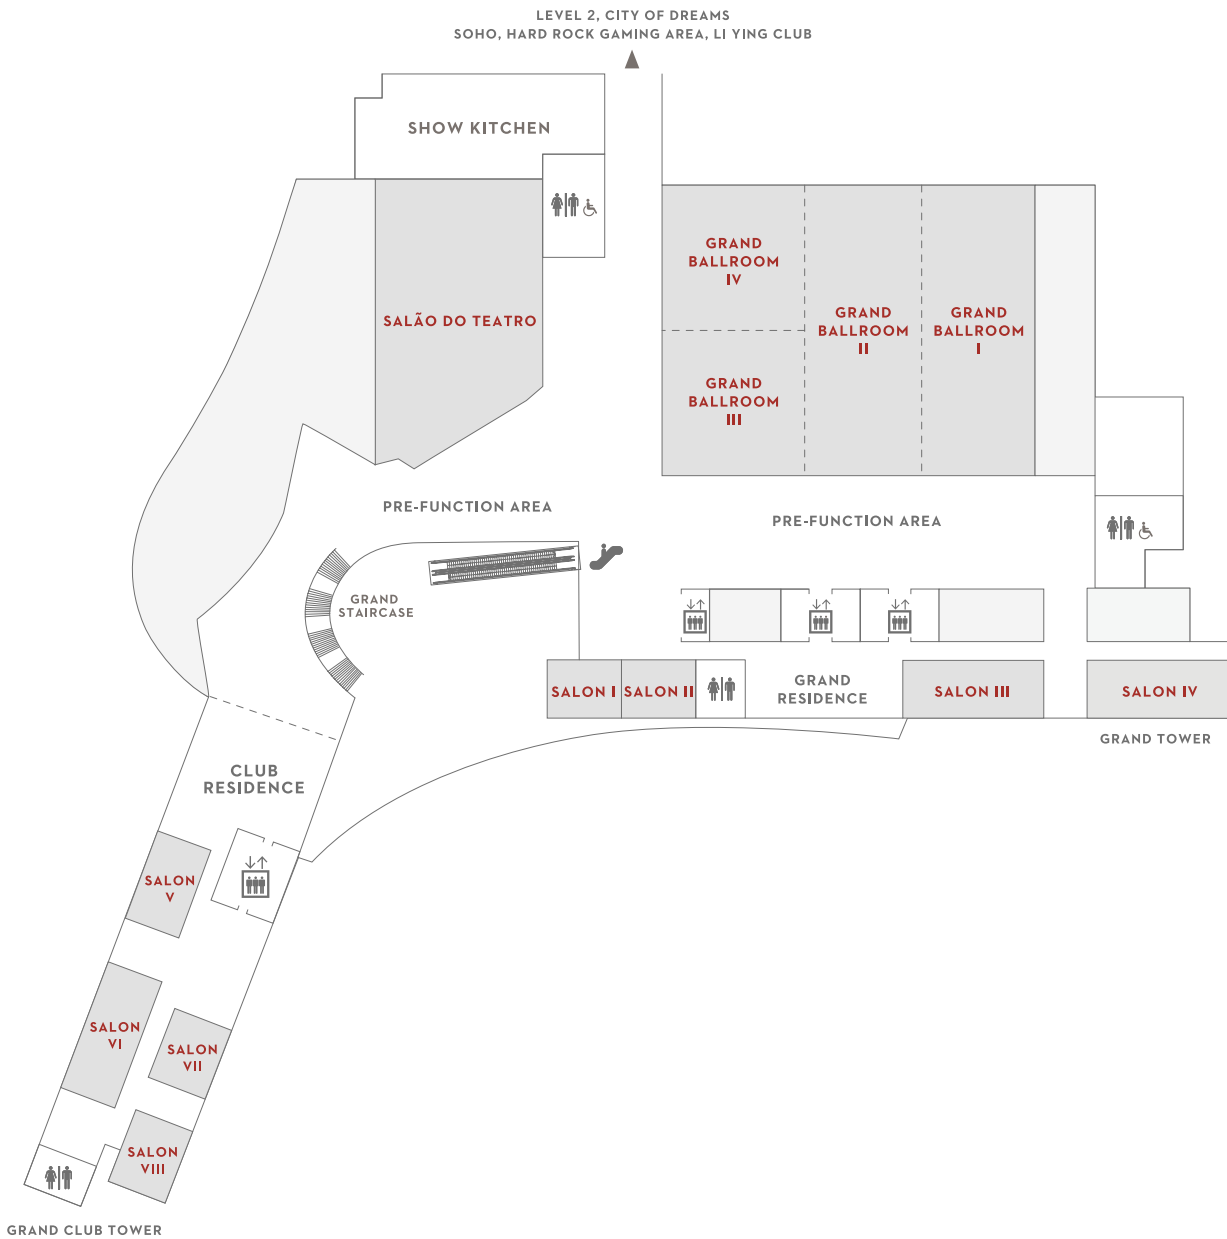 LEVEL 2, CITY OF DREAMS
SOHO, HARD ROCK GAMING AREA, LI YING CLUB
SHOW KITCHEN
SALÃO DO TEATRO
GRAND
BALLROOM
IV
GRAND
BALLROOM
II
GRAND
BALLROOM
I
GRAND
BALLROOM
III
PRE-FUNCTION AREA
PRE-FUNCTION AREA
GRAND
STAIRCASE
SALON I
SALON II
GRAND
RESIDENCE
SALON III
SALON IV
GRAND TOWER
CLUB
RESIDENCE
SALON
V
SALON
VI
SALON
VII
SALON
VIII
GRAND CLUB TOWER